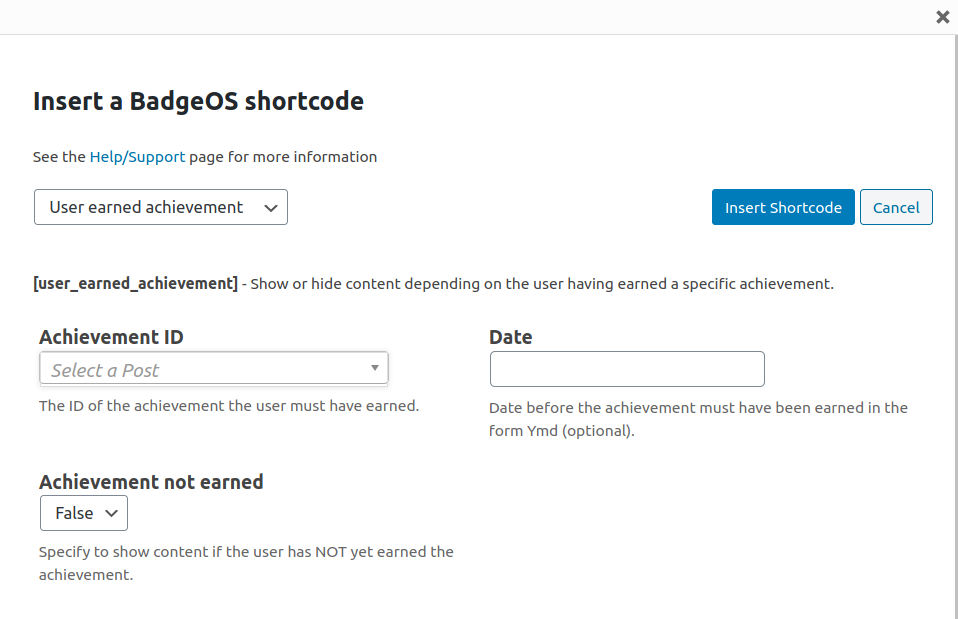 Insert a BadgeOS shortcode
See the Help/Support page for more information
User earned achievement
Insert Shortcode
Cancel
[user_earned_achievement] - Show or hide content depending on the user having earned a specific achievement.
Achievement ID
Select a Post
The ID of the achievement the user must have earned.
Date
Date before the achievement must have been earned in the
form Ymd (optional).
Achievement not earned
False
Specify to show content if the user has NOT yet earned the
achievement.